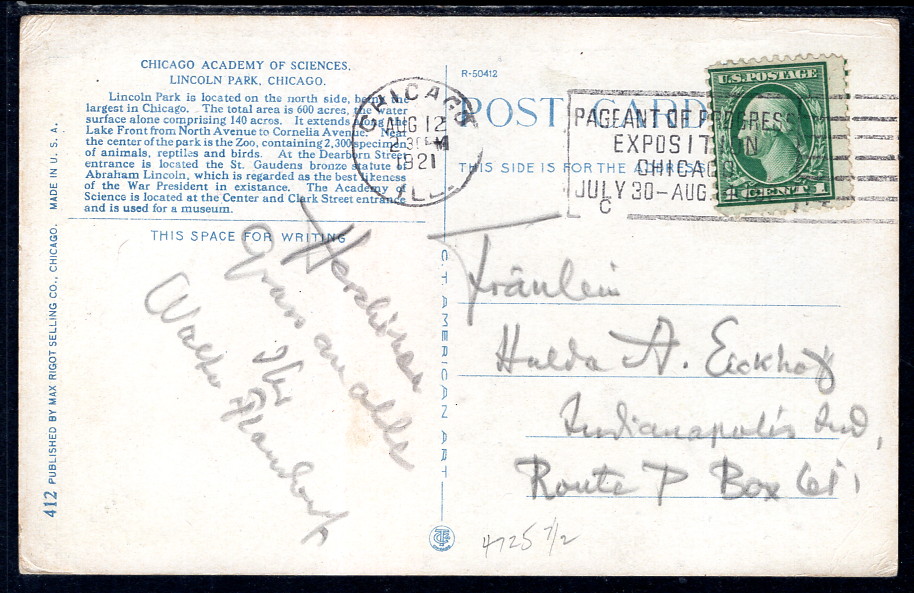 CHICAGO ACADEMY OF SCIENCES,
LINCOLN PARK, CHICAGO.
Lincoln Park is located on the north side, being the
largest in Chicago. The total area is 600 acres, the water
surface alone comprising 140 acres. It extends along the
Lake Front from North Avenue to Cornelia Avenue. Near
the center of the park is the Zoo, containing 2,300 specimens
of animals, reptiles and birds. At the Dearborn Street
entrance is located the St. Gaudens bronze statute of
Abraham Lincoln, which is regarded as the best likeness
of the War President in existance. The Academy of
Science is located at the Center and Clark Street entrance
and is used for a museum.
THIS SPACE FOR WRITING
Herzlichen
Gruss an alle
Ihr
Walter
412 PUBLISHED BY MAX RIGOT SELLING CO., CHICAGO. MADE IN U. S. A.
C. T. AMERICAN ART
R-50412
POST CARD
THIS SIDE IS FOR THE ADDRESS
CHICAGO
AUG 12
1921
ILL.
PAGEANT OF PROGRESS
EXPOSITION
CHICAGO
JULY 30-AUG.
C
U.S. POSTAGE
1 CENT 1
Fräulein
Hulda A. Eickhoff
Indianapolis Ind,
Route P Box 681
4725 7/2